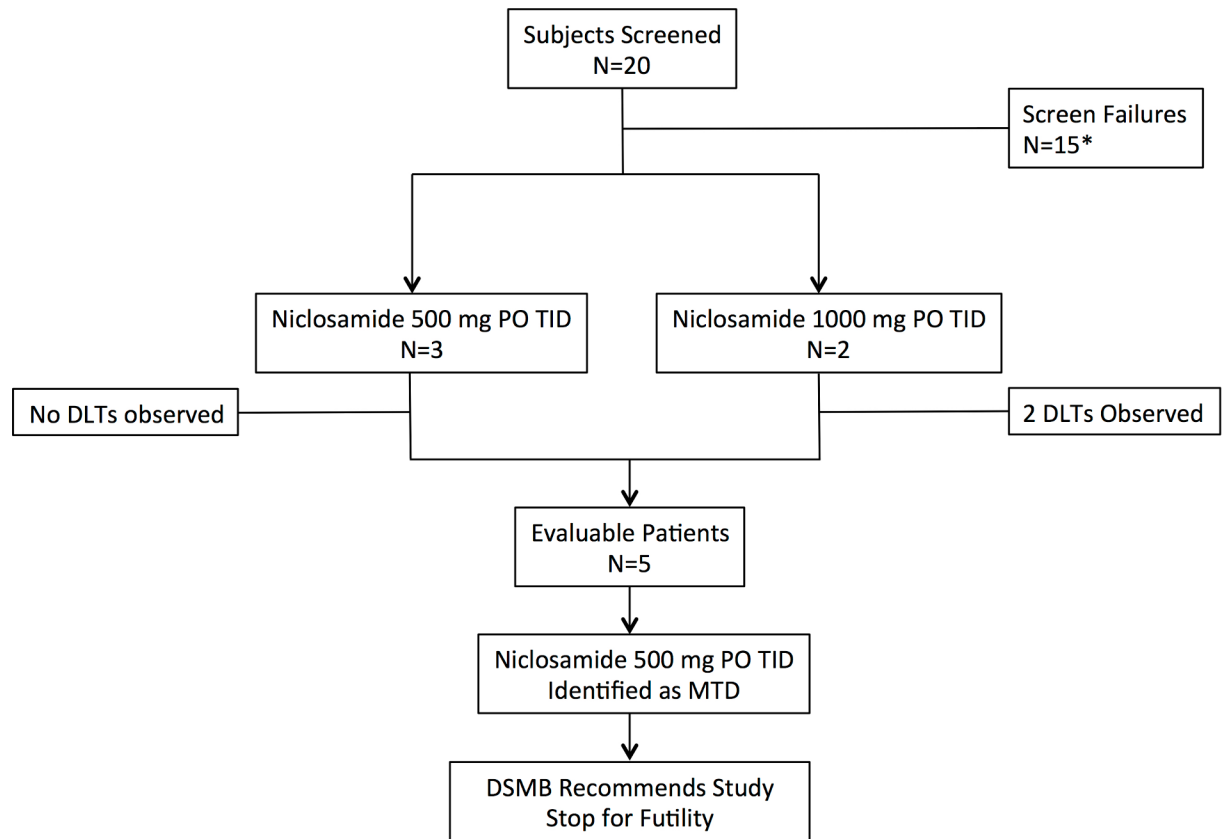 Subjects Screened
N=20
Screen Failures
N=15*
Niclosamide 500 mg PO TID
N=3
Niclosamide 1000 mg PO TID
N=2
No DLTs observed
2 DLTs Observed
Evaluable Patients
N=5
Niclosamide 500 mg PO TID
Identified as MTD
DSMB Recommends Study
Stop for Futility